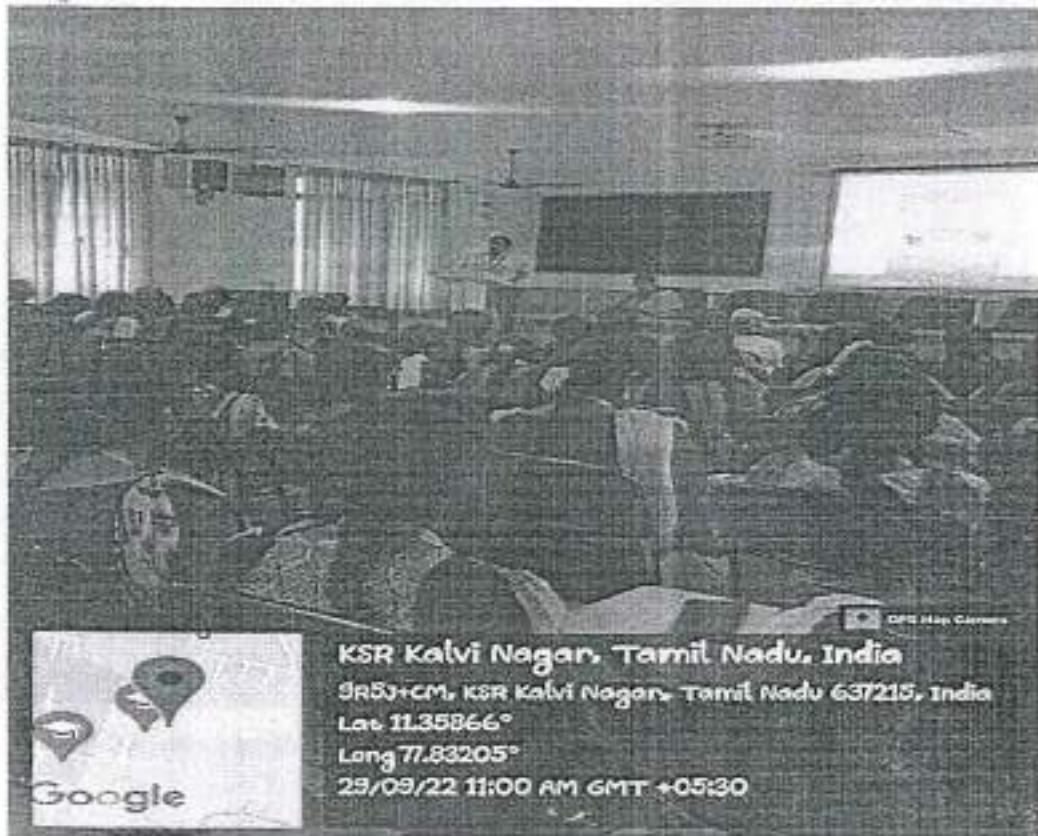 GPS Map Camera
KSR Kalvi Nagar, Tamil Nadu, India
9R5J+CM, KSR Kalvi Nagar, Tamil Nadu 637215, India
Lat 11.35866°
Long 77.83205°
29/09/22 11:00 AM GMT +05:30
Google